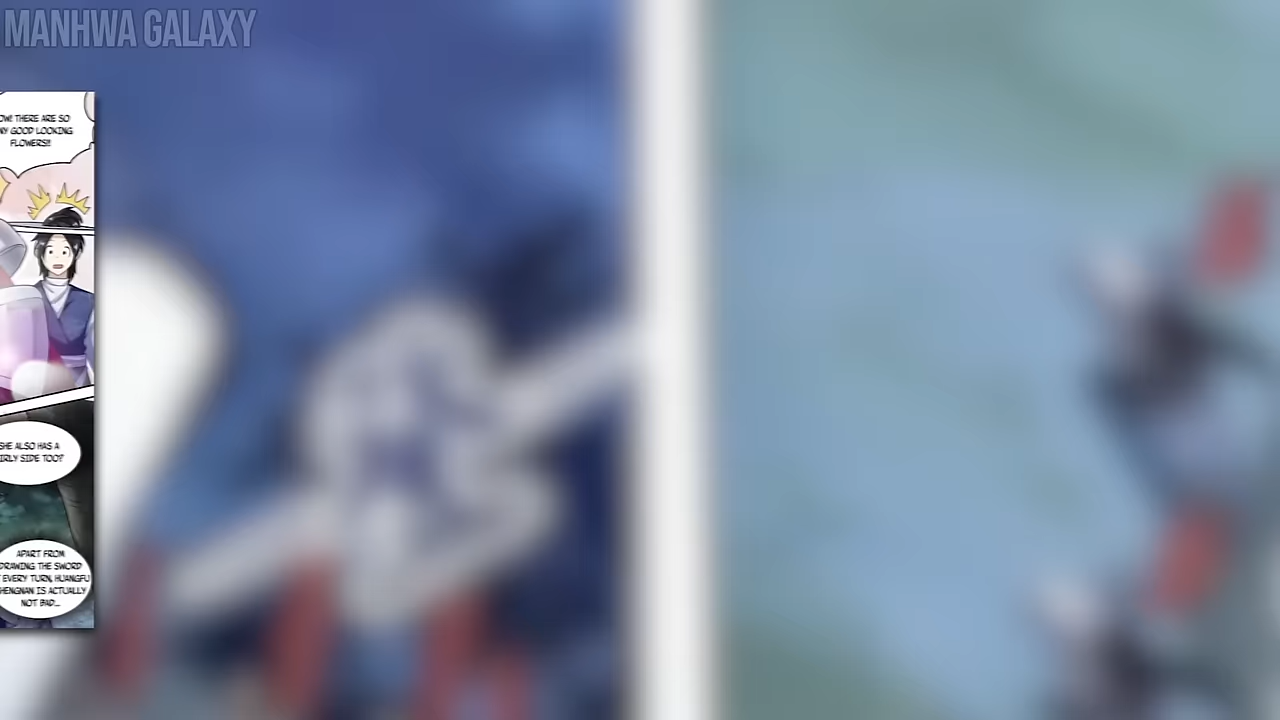 MANHWA GALAXY
THERE ARE SO
GOOD LOOKING
FLOWERS!!
SHE ALSO HAS A
SIDE TOO?
APART FROM
DRAWING THE SWORD
EVERY TURN, HUANGFU
IS ACTUALLY
NOT BAD...